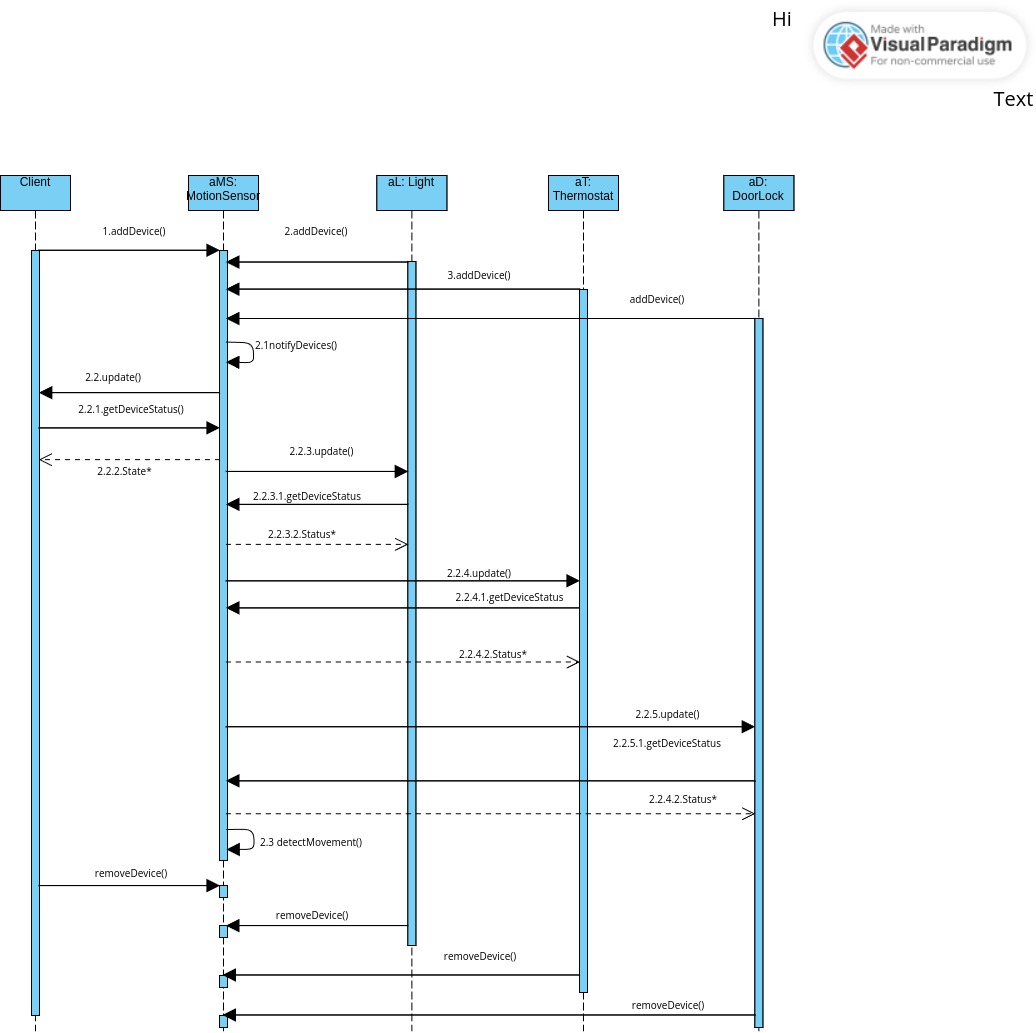 Hi
Made with
Visual Paradigm
For non-commercial use
Text
Client
aMS:
MotionSensor
aL: Light
aT:
Thermostat
aD:
DoorLock
1.addDevice()
2.addDevice()
3.addDevice()
addDevice()
2.1notifyDevices()
2.2.update()
2.2.1.getDeviceStatus()
2.2.2.State*
2.2.3.update()
2.2.3.1.getDeviceStatus
2.2.3.2.Status*
2.2.4.update()
2.2.4.1.getDeviceStatus
2.2.4.2.Status*
2.2.5.update()
2.2.5.1.getDeviceStatus
2.2.4.2.Status*
2.3 detectMovement()
removeDevice()
removeDevice()
removeDevice()
removeDevice()